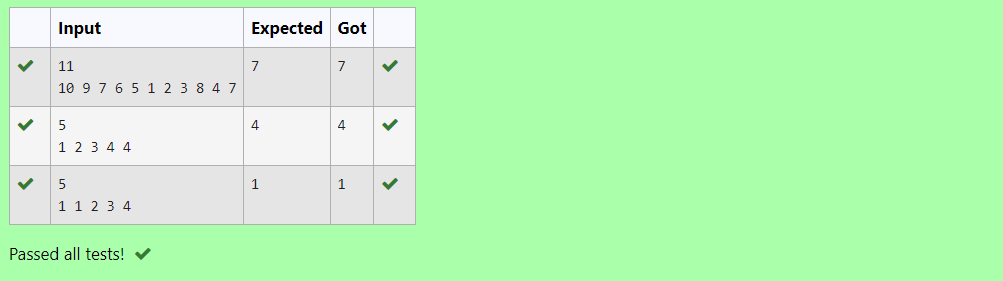 Input Expected Got
11 7 7
10 9 7 6 5 1 2 3 8 4 7
5 4 4
1 2 3 4 4
5 1 1
1 1 2 3 4
Passed all tests!